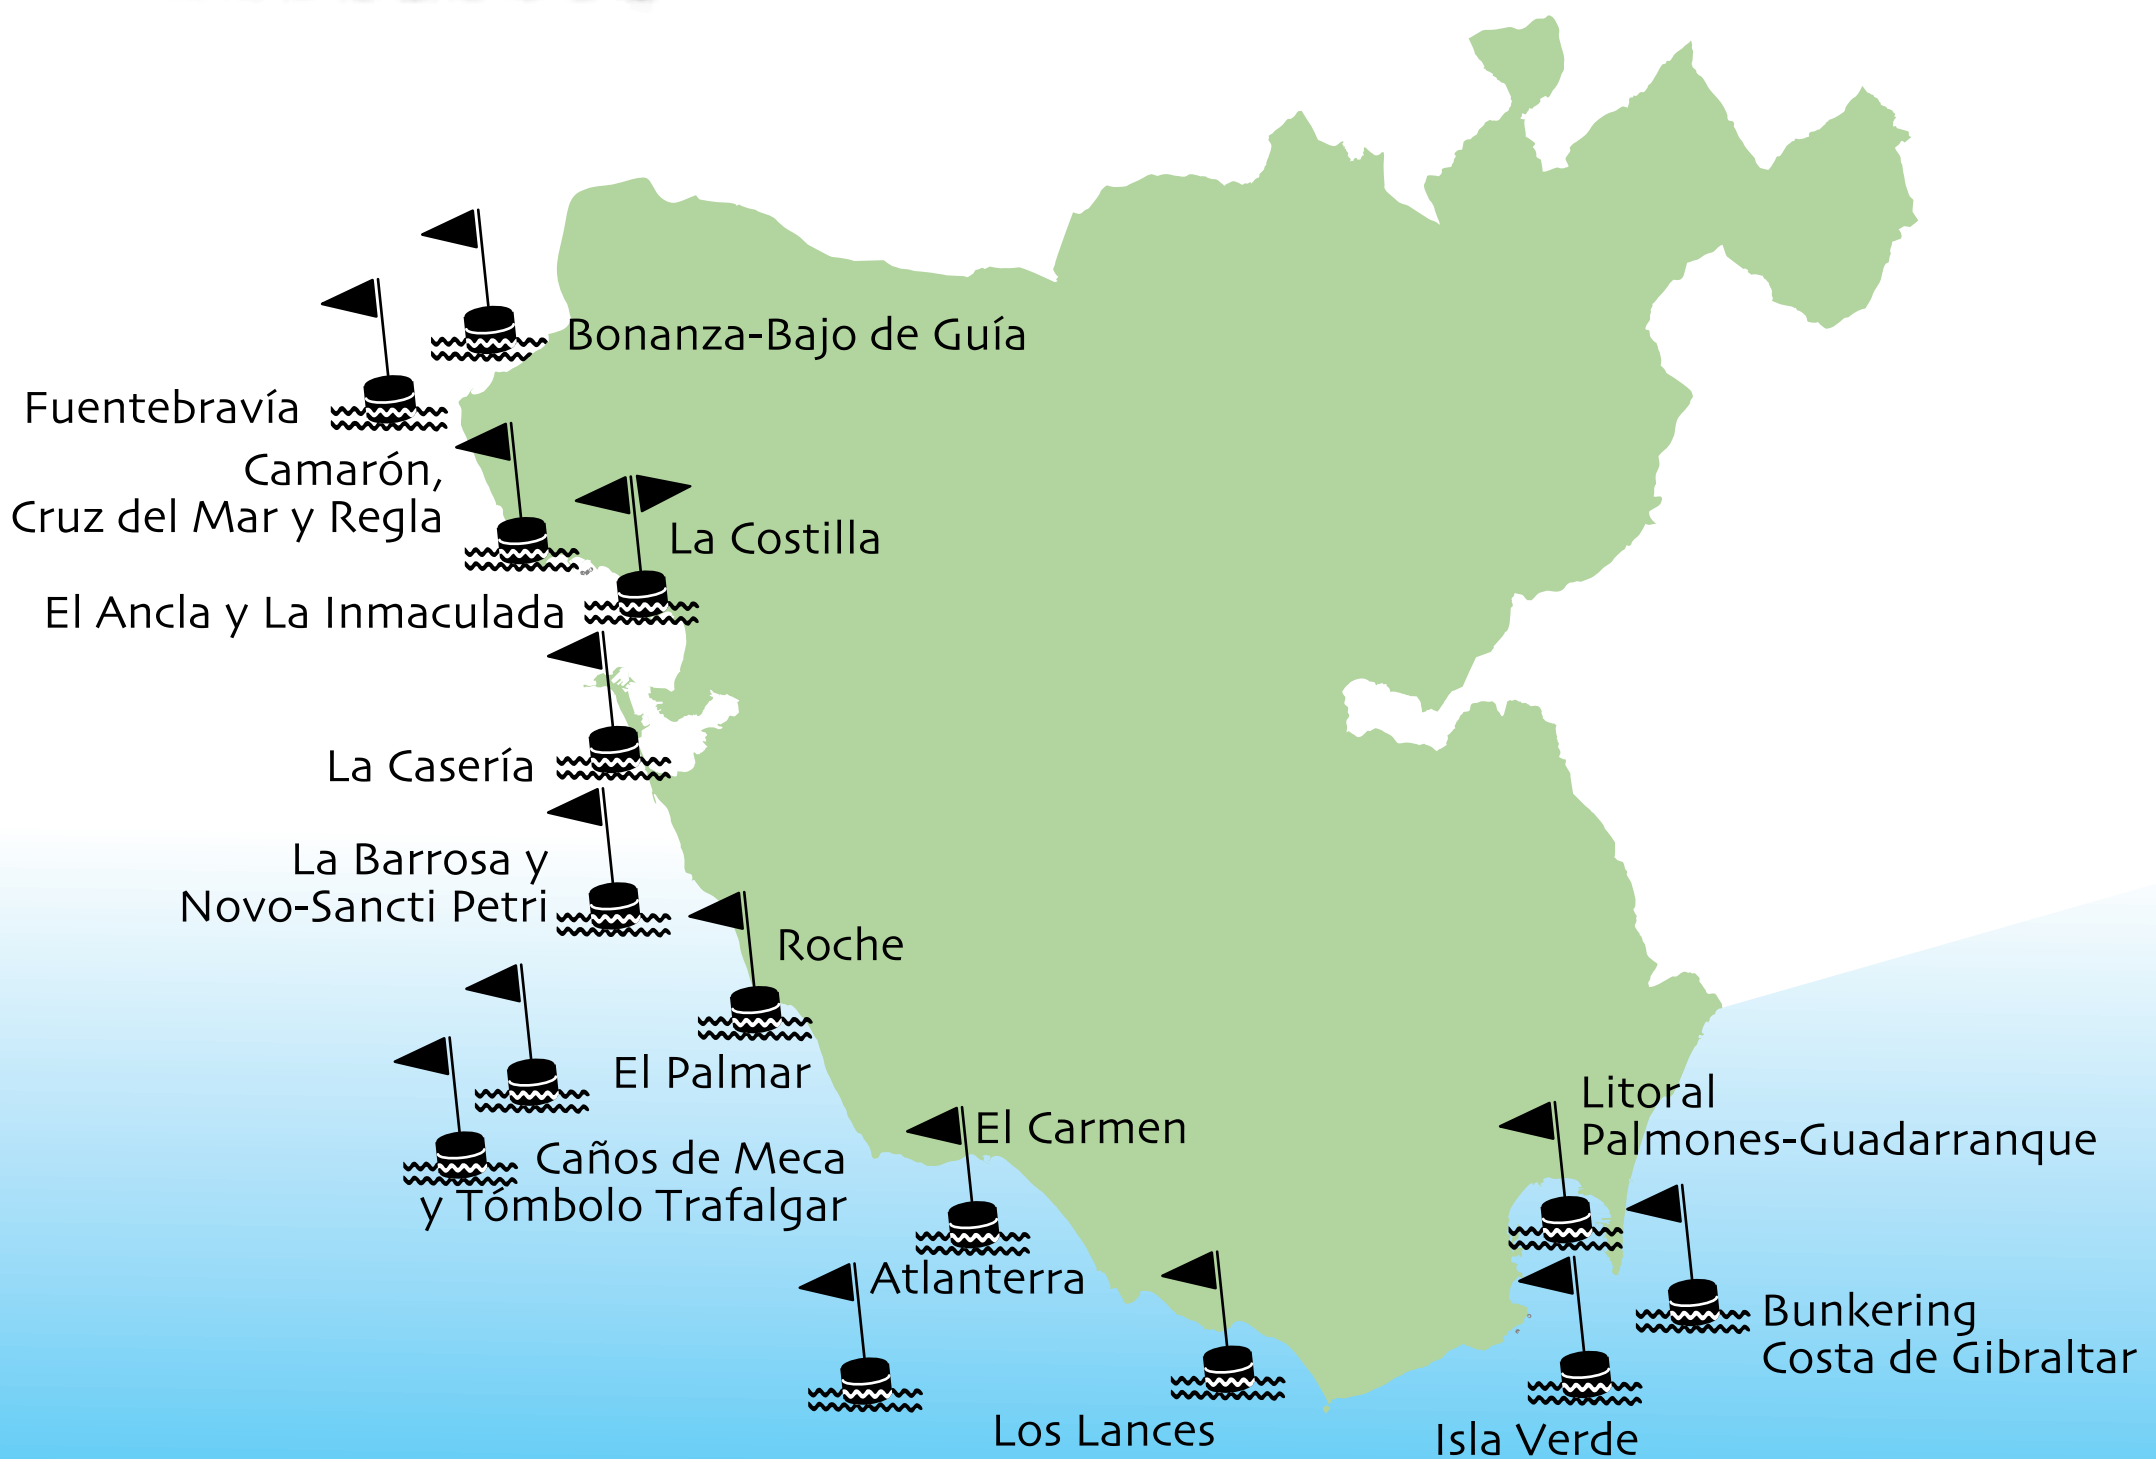 Bonanza-Bajo de Guía
Fuentebravía
Camarón,
Cruz del Mar y Regla
La Costilla
El Ancla y La Inmaculada
La Casería
La Barrosa y
Novo-Sancti Petri
Roche
El Palmar
Caños de Meca
y Tómbolo Trafalgar
El Carmen
Atlanterra
Los Lances
Litoral
Palmones-Guadarranque
Bunkering
Costa de Gibraltar
Isla Verde